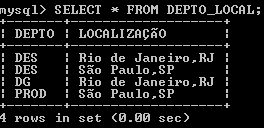 mysql> SELECT * FROM DEPTO_LOCAL;
+-------+-------------------+
| DEPTO | LOCALIZAÇÃO       |
+-------+-------------------+
| DES   | Rio de Janeiro,RJ |
| DES   | São Paulo,SP      |
| DG    | Rio de Janeiro,RJ |
| PROD  | São Paulo,SP      |
+-------+-------------------+
4 rows in set (0.00 sec)